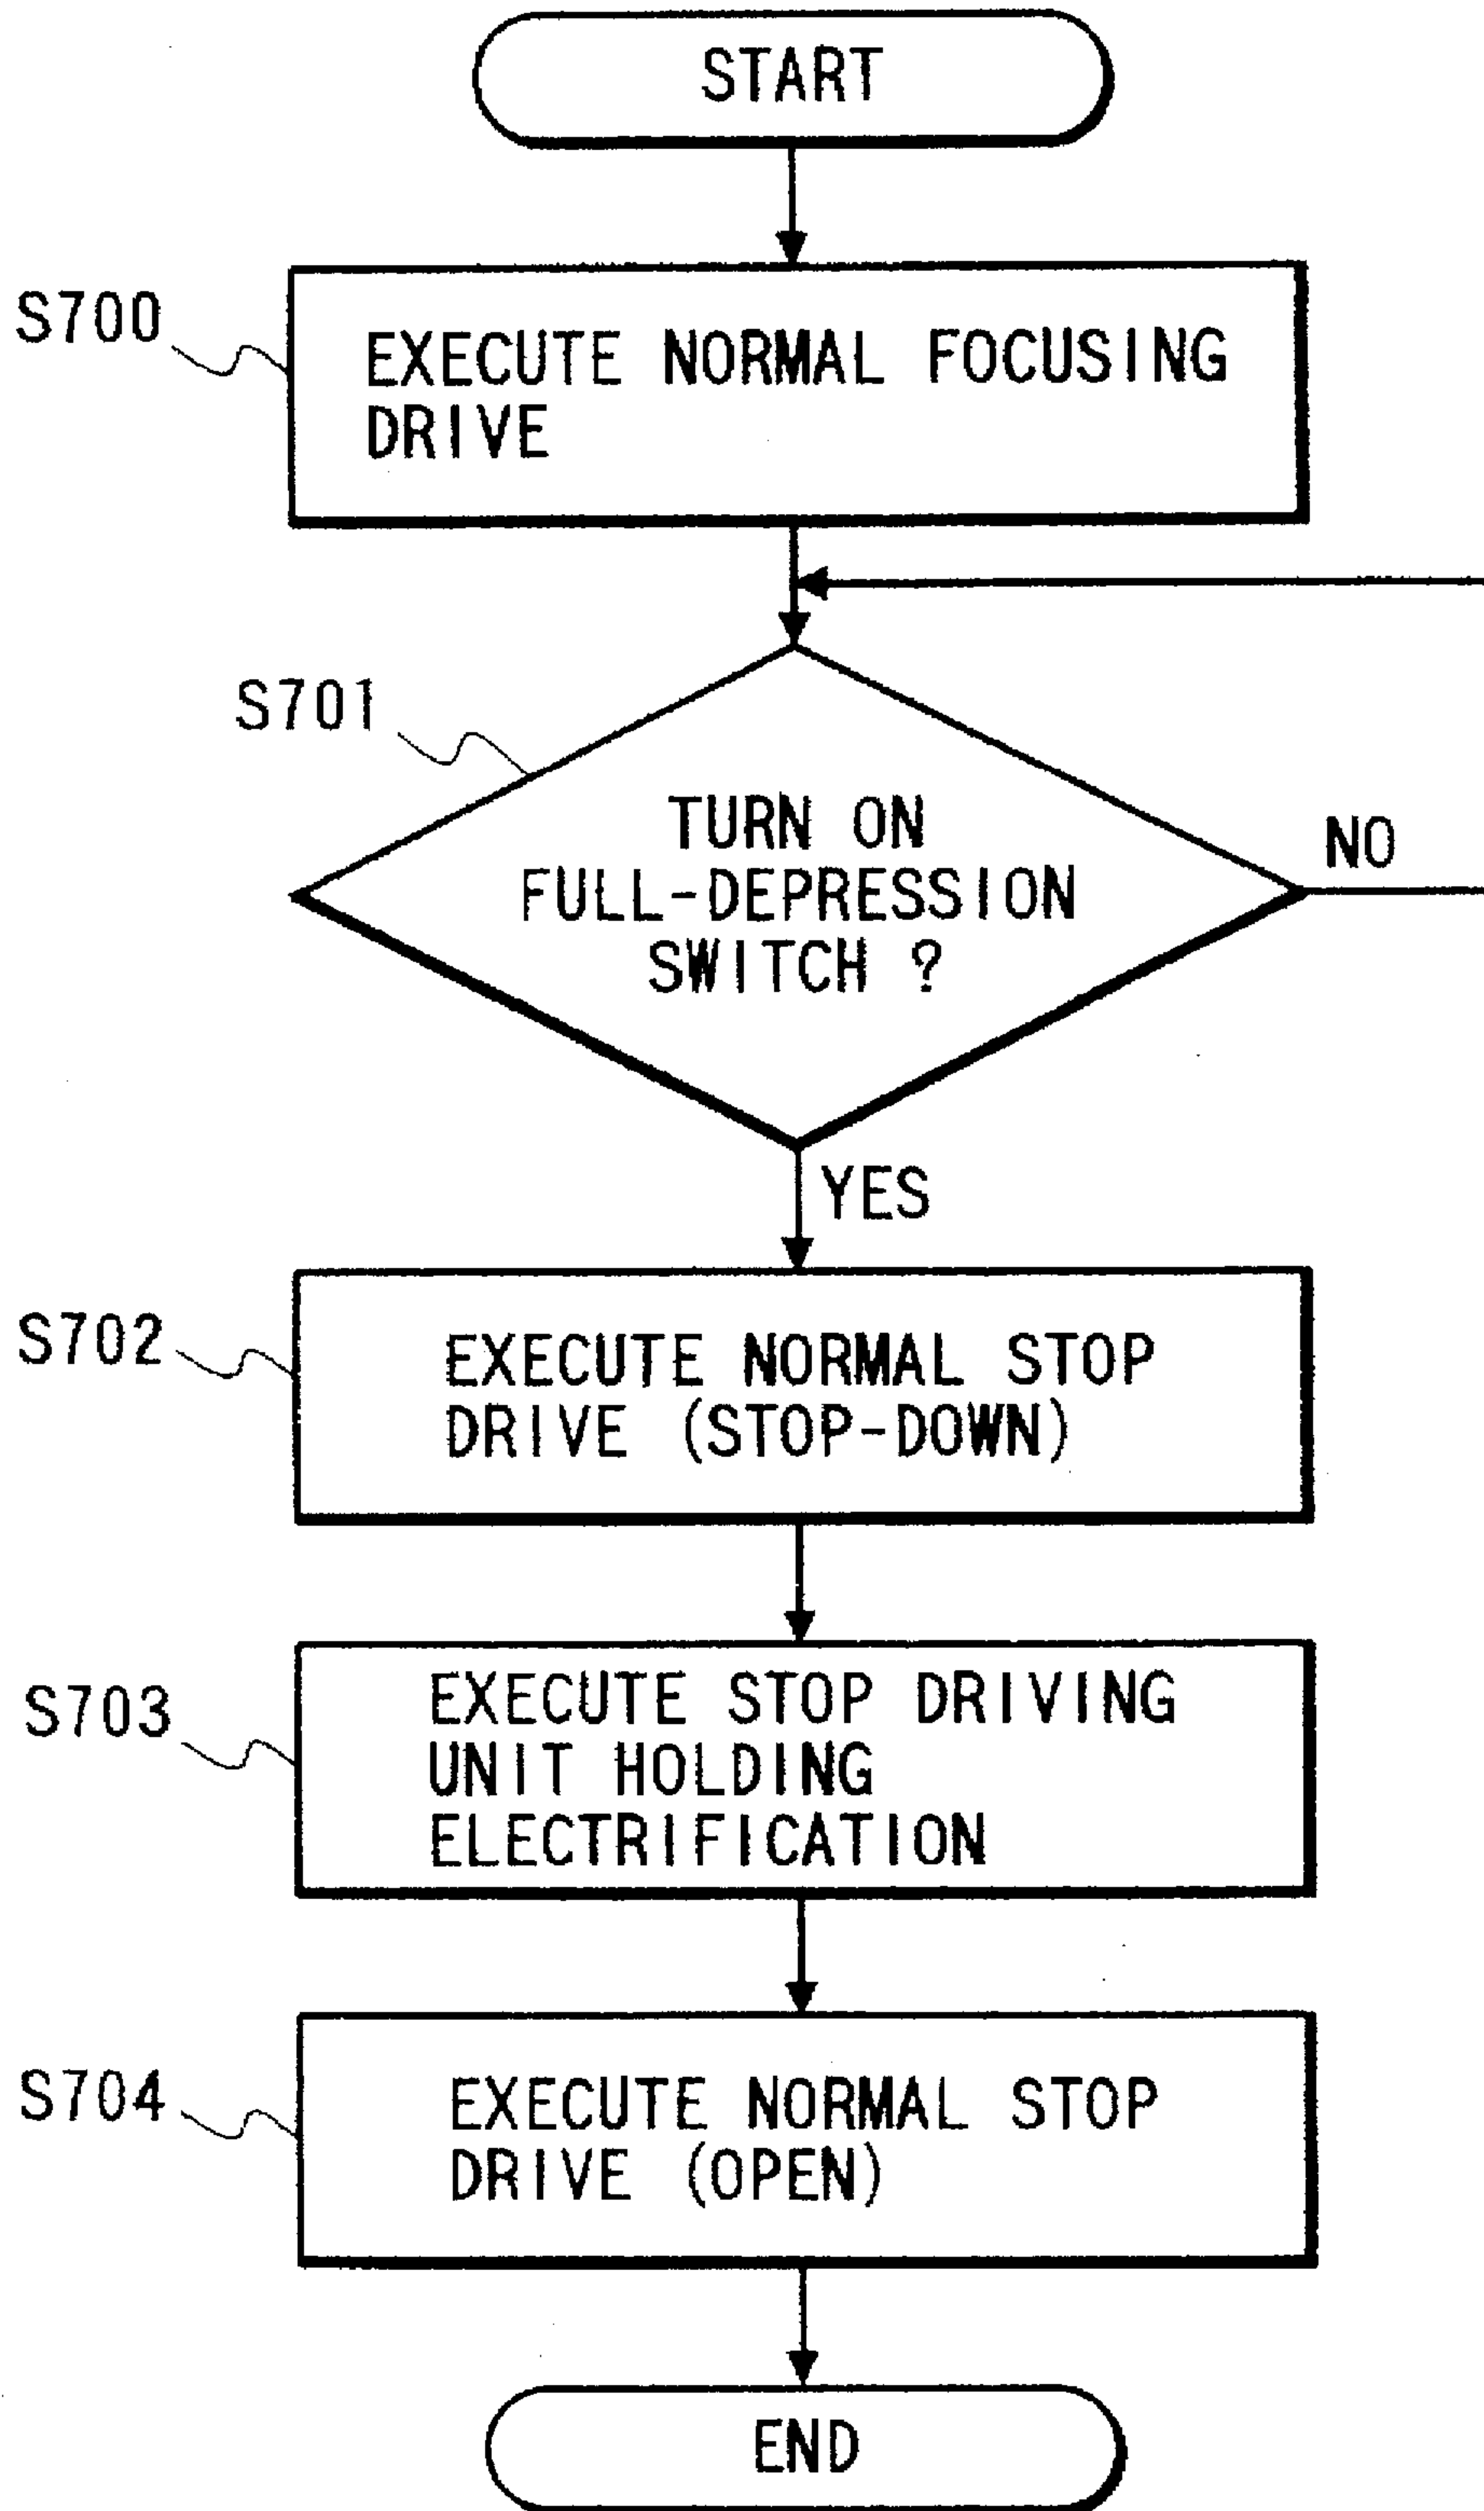 START
S700
EXECUTE NORMAL FOCUSING
DRIVE
S701
TURN ON
FULL-DEPRESSION
SWITCH ?
NO
YES
S702
EXECUTE NORMAL STOP
DRIVE (STOP-DOWN)
S703
EXECUTE STOP DRIVING
UNIT HOLDING
ELECTRIFICATION
S704
EXECUTE NORMAL STOP
DRIVE (OPEN)
END